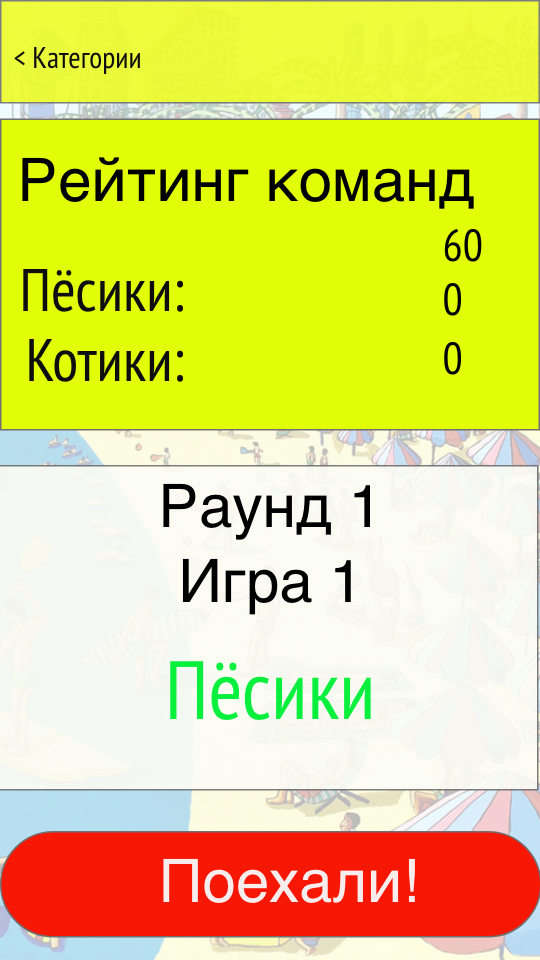 < Категории
Рейтинг команд
60
Пёсики: 0
Котики: 0
Раунд 1
Игра 1
Пёсики
Поехали!